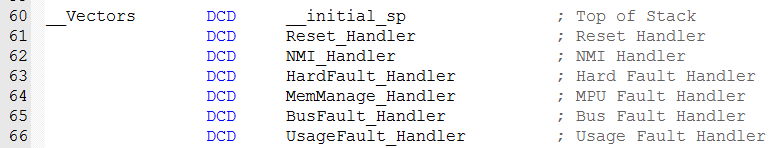 60 __Vectors DCD __initial_sp ; Top of Stack
61 DCD Reset_Handler ; Reset Handler
62 DCD NMI_Handler ; NMI Handler
63 DCD HardFault_Handler ; Hard Fault Handler
64 DCD MemManage_Handler ; MPU Fault Handler
65 DCD BusFault_Handler ; Bus Fault Handler
66 DCD UsageFault_Handler ; Usage Fault Handler